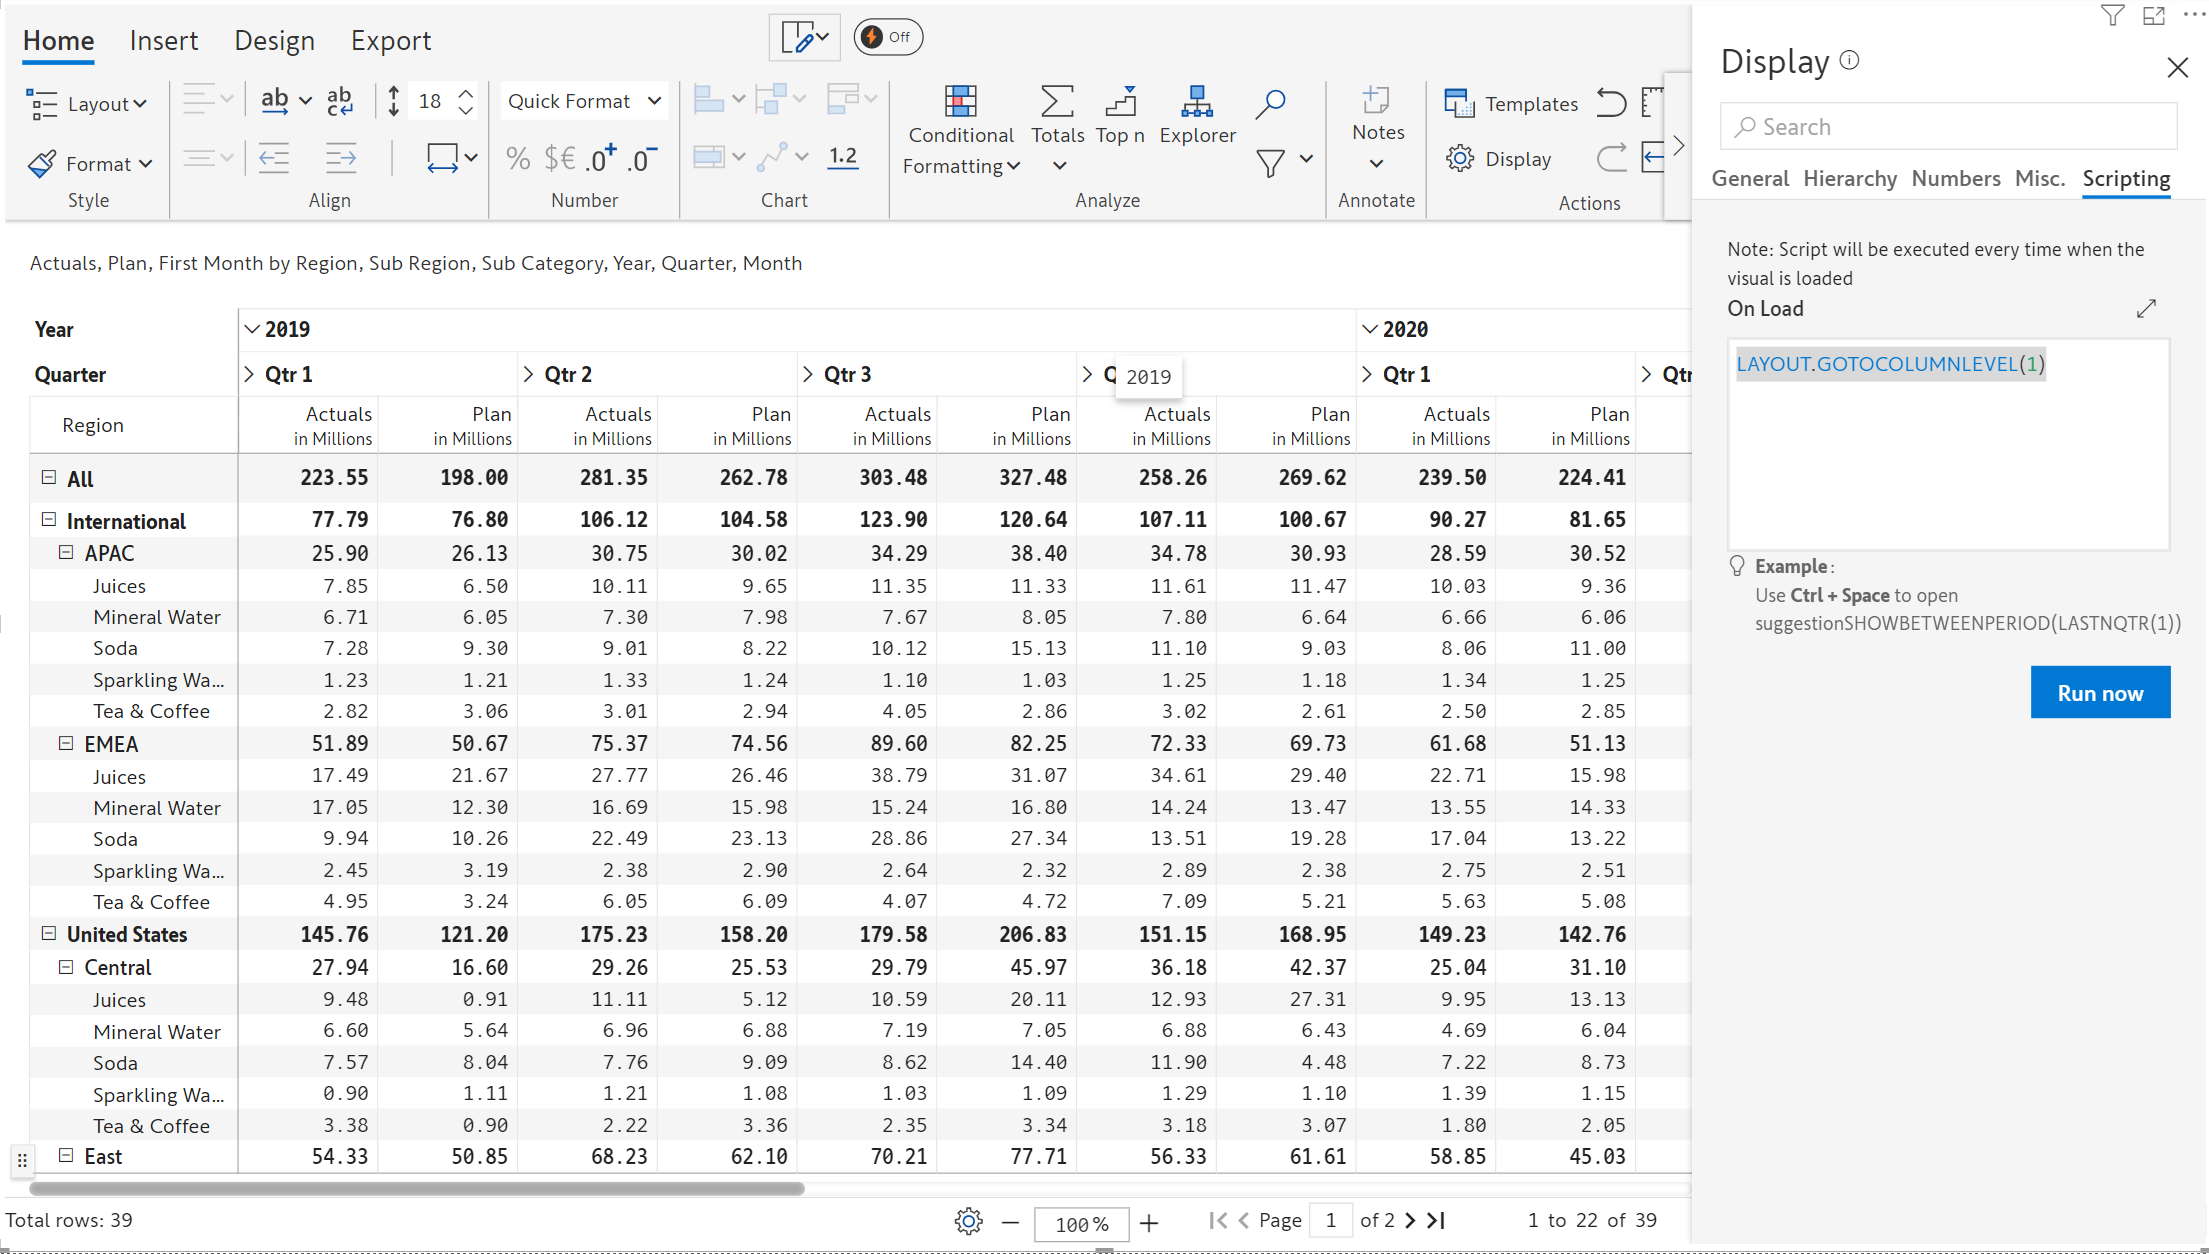 Home Insert Design Export Off
Layout ab ab c 18 Quick Format Conditional Formatting Totals Top n Explorer Notes Templates
Format % $€ .0+ .0- 1.2 Display
Style Align Number Chart Analyze Annotate Actions
Actuals, Plan, First Month by Region, Sub Region, Sub Category, Year, Quarter, Month
Year 2019 2020
Quarter Qtr 1 Qtr 2 Qtr 3 2019 Qtr 1 Qtr
Region Actuals Plan Actuals Plan Actuals Plan Actuals Plan Actuals Plan
in Millions in Millions in Millions in Millions in Millions in Millions in Millions in Millions in Millions in Millions
All 223.55 198.00 281.35 262.78 303.48 327.48 258.26 269.62 239.50 224.41
International 77.79 76.80 106.12 104.58 123.90 120.64 107.11 100.67 90.27 81.65
APAC 25.90 26.13 30.75 30.02 34.29 38.40 34.78 30.93 28.59 30.52
Juices 7.85 6.50 10.11 9.65 11.35 11.33 11.61 11.47 10.03 9.36
Mineral Water 6.71 6.05 7.30 7.98 7.67 8.05 7.80 6.64 6.66 6.06
Soda 7.28 9.30 9.01 8.22 10.12 15.13 11.10 9.03 8.06 11.00
Sparkling Wa... 1.23 1.21 1.33 1.24 1.10 1.03 1.25 1.18 1.34 1.25
Tea & Coffee 2.82 3.06 3.01 2.94 4.05 2.86 3.02 2.61 2.50 2.85
EMEA 51.89 50.67 75.37 74.56 89.60 82.25 72.33 69.73 61.68 51.13
Juices 17.49 21.67 27.77 26.46 38.79 31.07 34.61 29.40 22.71 15.98
Mineral Water 17.05 12.30 16.69 15.98 15.24 16.80 14.24 13.47 13.55 14.33
Soda 9.94 10.26 22.49 23.13 28.86 27.34 13.51 19.28 17.04 13.22
Sparkling Wa... 2.45 3.19 2.38 2.90 2.64 2.32 2.89 2.38 2.75 2.51
Tea & Coffee 4.95 3.24 6.05 6.09 4.07 4.72 7.09 5.21 5.63 5.08
United States 145.76 121.20 175.23 158.20 179.58 206.83 151.15 168.95 149.23 142.76
Central 27.94 16.60 29.26 25.53 29.79 45.97 36.18 42.37 25.04 31.10
Juices 9.48 0.91 11.11 5.12 10.59 20.11 12.93 27.31 9.95 13.13
Mineral Water 6.60 5.64 6.96 6.88 7.19 7.05 6.88 6.43 4.69 6.04
Soda 7.57 8.04 7.76 9.09 8.62 14.40 11.90 4.48 7.22 8.73
Sparkling Wa... 0.90 1.11 1.21 1.08 1.03 1.09 1.29 1.10 1.39 1.15
Tea & Coffee 3.38 0.90 2.22 3.36 2.35 3.34 3.18 3.07 1.80 2.05
East 54.33 50.85 68.23 62.10 70.21 77.71 56.33 61.61 58.85 45.03
Total rows: 39 100% Page 1 of 2 1 to 22 of 39
Display
Search
General Hierarchy Numbers Misc. Scripting
Note: Script will be executed every time when the
visual is loaded
On Load
LAYOUT.GOTOCOLUMNLEVEL(1)
Example:
Use Ctrl + Space to open
suggestionSHOWBETWEENPERIOD(LASTNQTR(1))
Run now